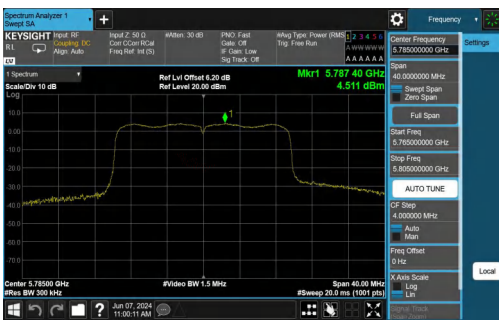 Spectrum Analyzer 1
Swept SA
+
Frequency
KEYSIGHT
Input: RF
Coupling: DC
Align: Auto
Input Z: 50 Ω
Corr CCorr RCal
Freq Ref: Int (S)
#Atten: 30 dB
PNO: Fast
Gate: Off
IF Gain: Low
Sig Track: Off
#Avg Type: Power (RMS
Trig: Free Run
1 2 3 4 5 6
A W W W W W
A A A A A A
RL
LV
1 Spectrum
Scale/Div 10 dB
Log
Ref Lvl Offset 6.20 dB
Ref Level 20.00 dBm
Mkr1 5.787 40 GHz
4.511 dBm
1
10.0
0.00
-10.0
-20.0
-30.0
-40.0
-50.0
-60.0
-70.0
Center 5.78500 GHz
#Res BW 300 kHz
#Video BW 1.5 MHz
Span 40.00 MHz
#Sweep 20.0 ms (1001 pts)
Center Frequency
5.785000000 GHz
Span
40.0000000 MHz
Swept Span
Zero Span
Full Span
Start Freq
5.765000000 GHz
Stop Freq
5.805000000 GHz
AUTO TUNE
CF Step
4.000000 MHz
Auto
Man
Freq Offset
0 Hz
X Axis Scale
Log
Lin
Signal Track
Settings
Local
?
Jun 07, 2024
11:00:11 AM